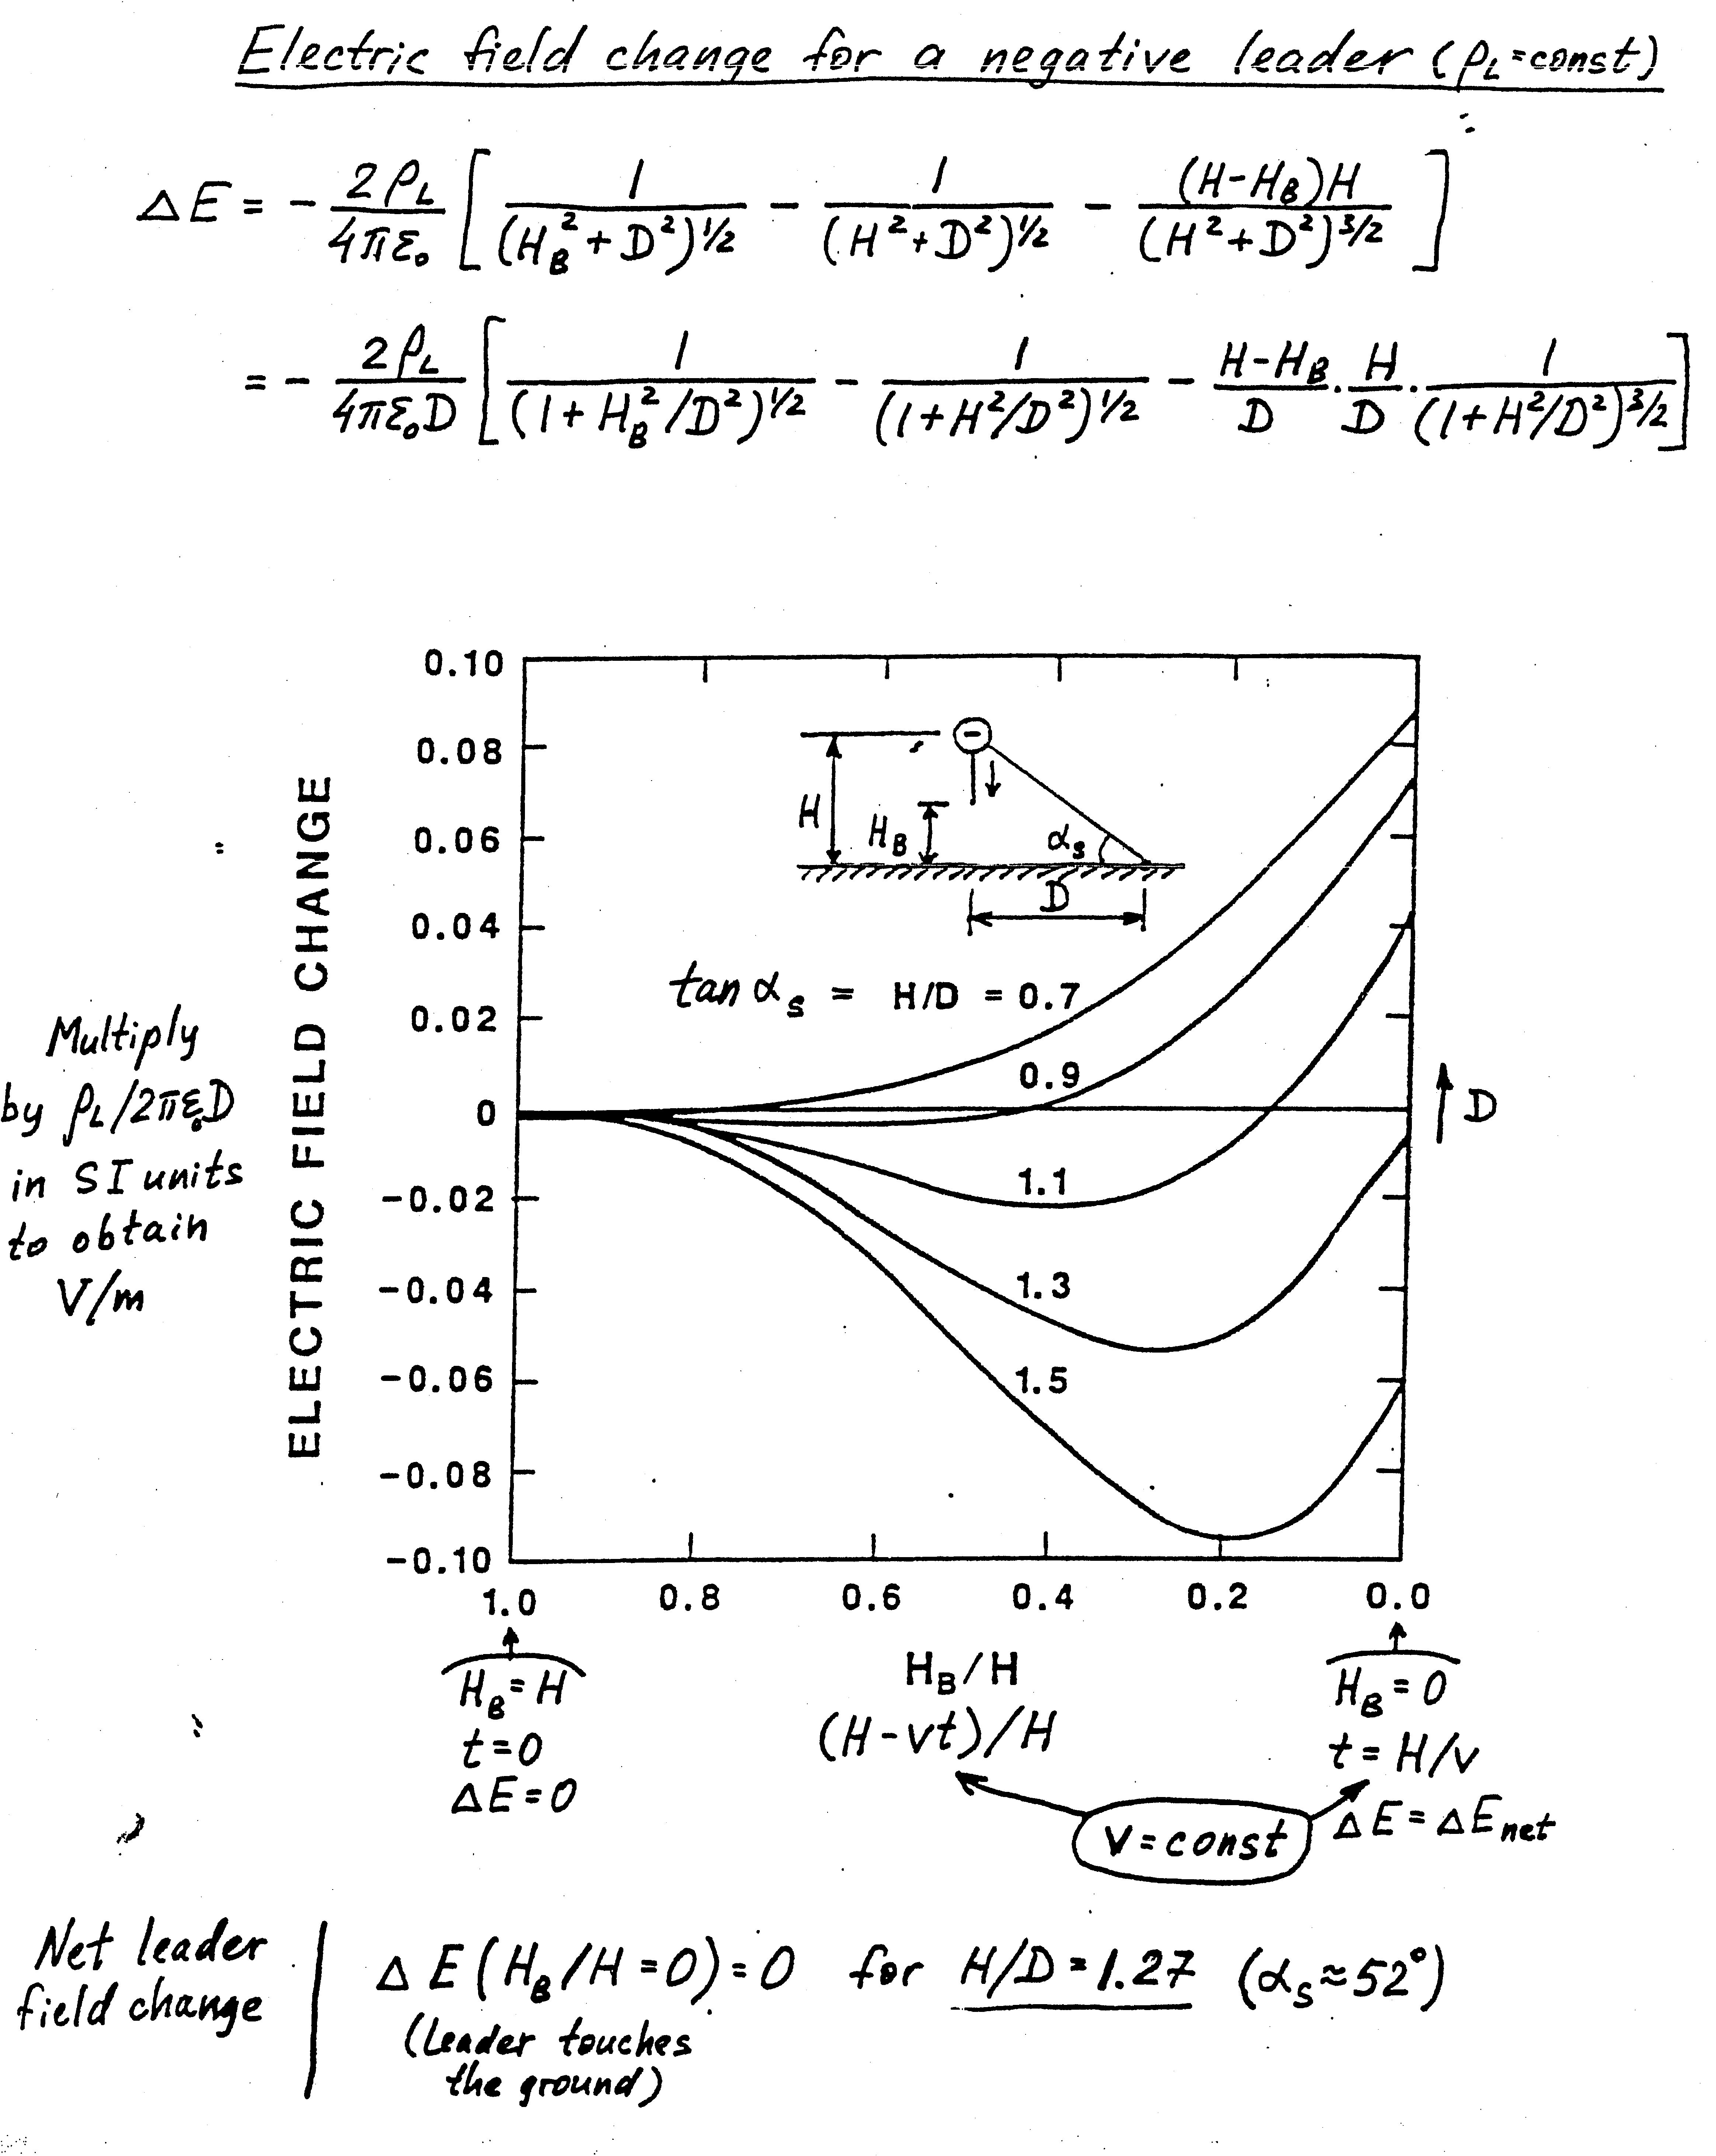 Electric field change for a negative leader (ρL=const)
ΔE = - 2ρL/4πε₀ [ 1/(HB²+D²)^½ - 1/(H²+D²)^½ - (H-HB)H/(H²+D²)^3/2 ]
= - 2ρL/4πε₀D [ 1/(1+HB²/D²)^½ - 1/(1+H²/D²)^½ - H-HB/D · H/D · 1/(1+H²/D²)^3/2 ]
0.10
0.08
0.06
0.04
0.02
0
-0.02
-0.04
-0.06
-0.08
-0.10
ELECTRIC FIELD CHANGE
Multiply
by ρL/2πε₀D
in SI units
to obtain
V/m
H
HB
αs
D
tan αs = H/D = 0.7
0.9
1.1
1.3
1.5
D
1.0 0.8 0.6 0.4 0.2 0.0
HB=H
t=0
ΔE=0
HB/H
(H-vt)/H
v=const
HB=0
t=H/v
ΔE=ΔEnet
Net leader
field change
ΔE(HB/H=0)=0 for H/D=1.27 (αs≈52°)
(Leader touches
the ground)